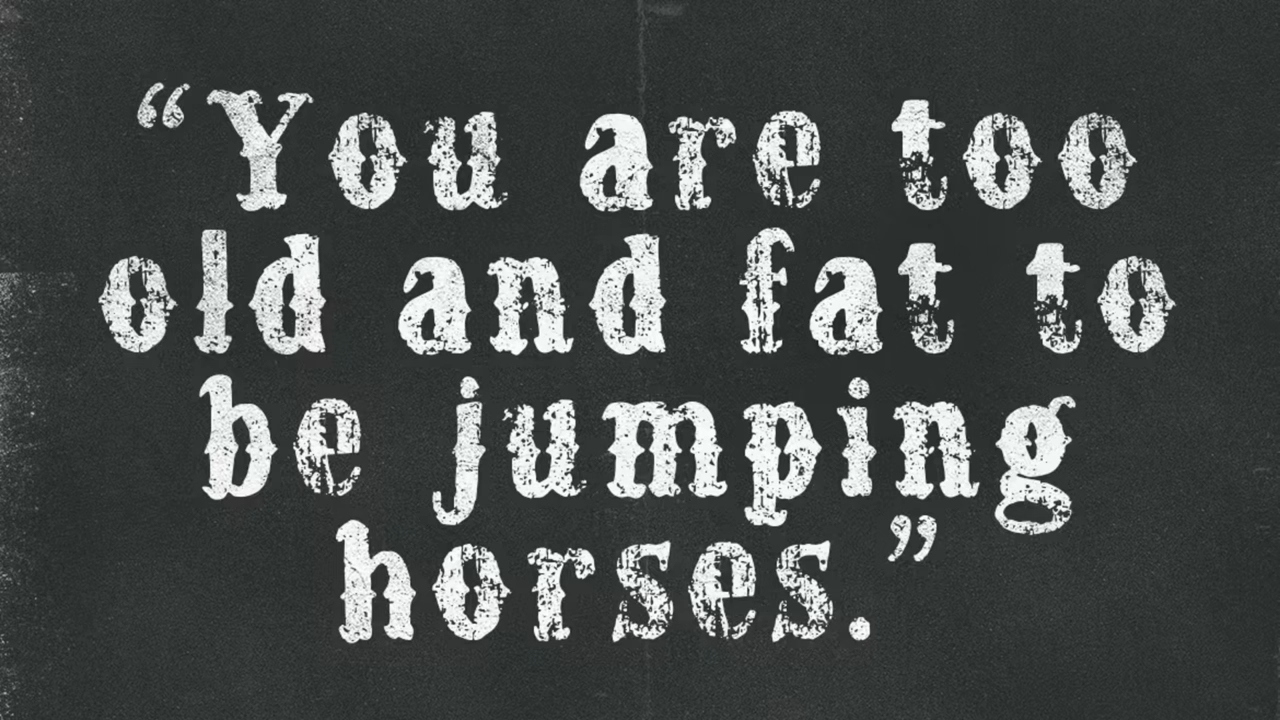 “You are too
old and fat to
be jumping
horses.”